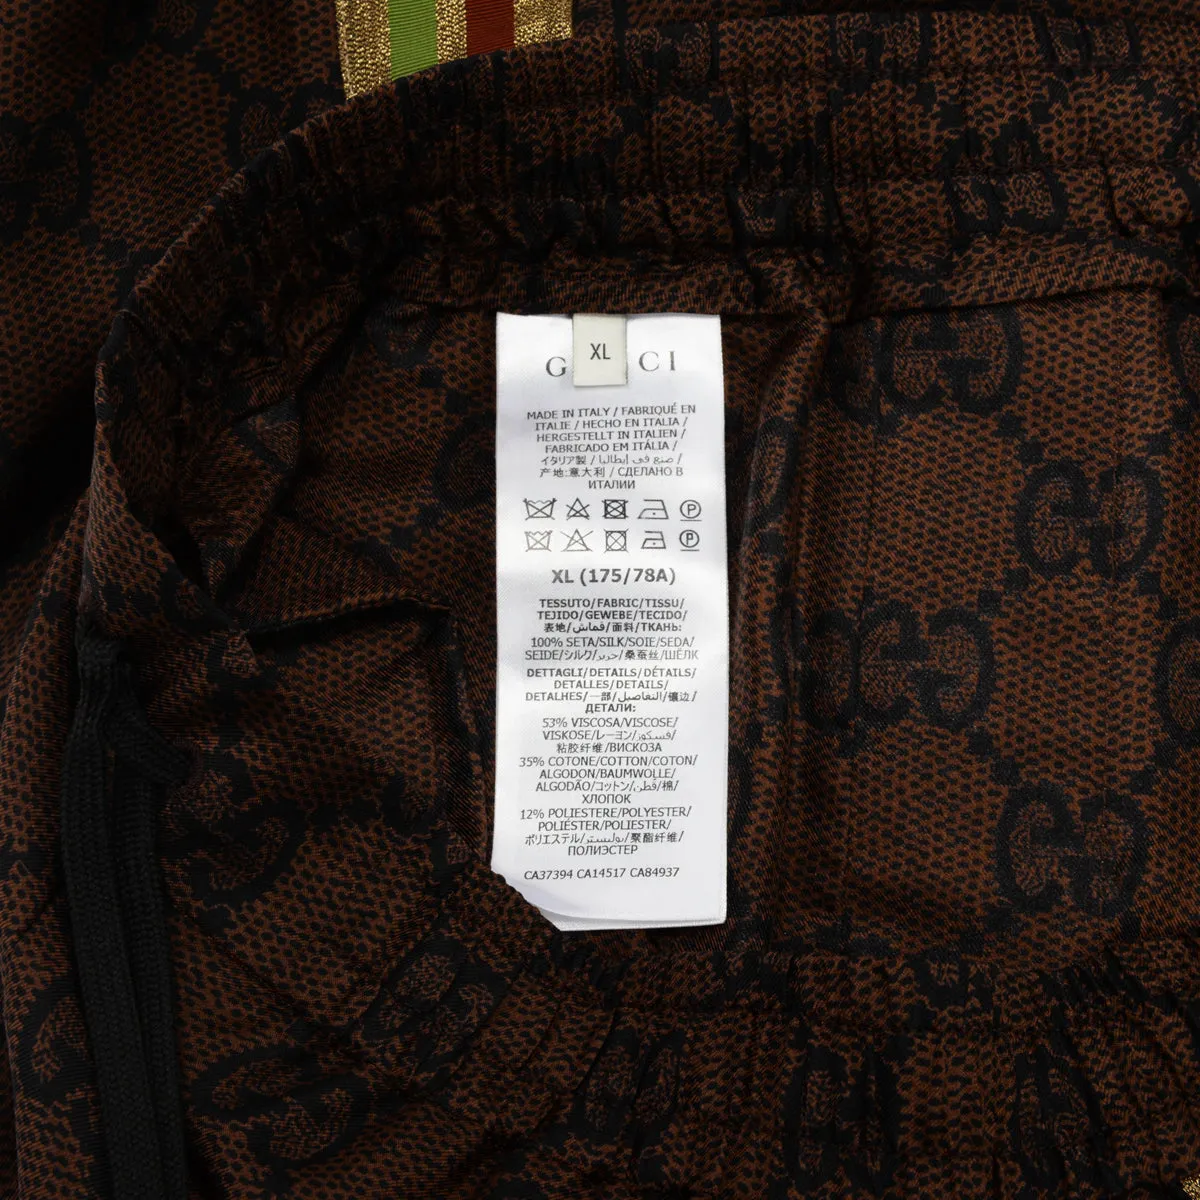 XL
G CI
MADE IN ITALY / FABRIQUÉ EN
ITALIE / HECHO EN ITALIA /
HERGESTELLT IN ITALIEN /
FABRICADO EM ITÁLIA /
イタリア製 / صنع في إيطاليا /
产地:意大利 / СДЕЛАНО В
ИТАЛИИ
P
P
XL (175/78A)
TESSUTO/FABRIC/TISSU/
TEJIDO/GEWEBE/TECIDO/
表地/قماش/面料/ТКАНЬ:
100% SETA/SILK/SOIE/SEDA/
SEIDE/シルク/حرير/桑蚕丝/ШЁЛК
DETTAGLI/DETAILS/DÉTAILS/
DETALLES/DETAILS/
DETALHES/一部/التفاصيل/镶边/
ДЕТАЛИ:
53% VISCOSA/VISCOSE/
VISKOSE/レーヨン/فسكوز/
粘胶纤维/ВИСКОЗА
35% COTONE/COTTON/COTON/
ALGODON/BAUMWOLLE/
ALGODÃO/コットン/قطن/棉/
ХЛОПОК
12% POLIESTERE/POLYESTER/
POLIÉSTER/POLIESTER/
ポリエステル/بوليستر/聚酯纤维/
ПОЛИЭСТЕР
CA37394 CA14517 CA84937